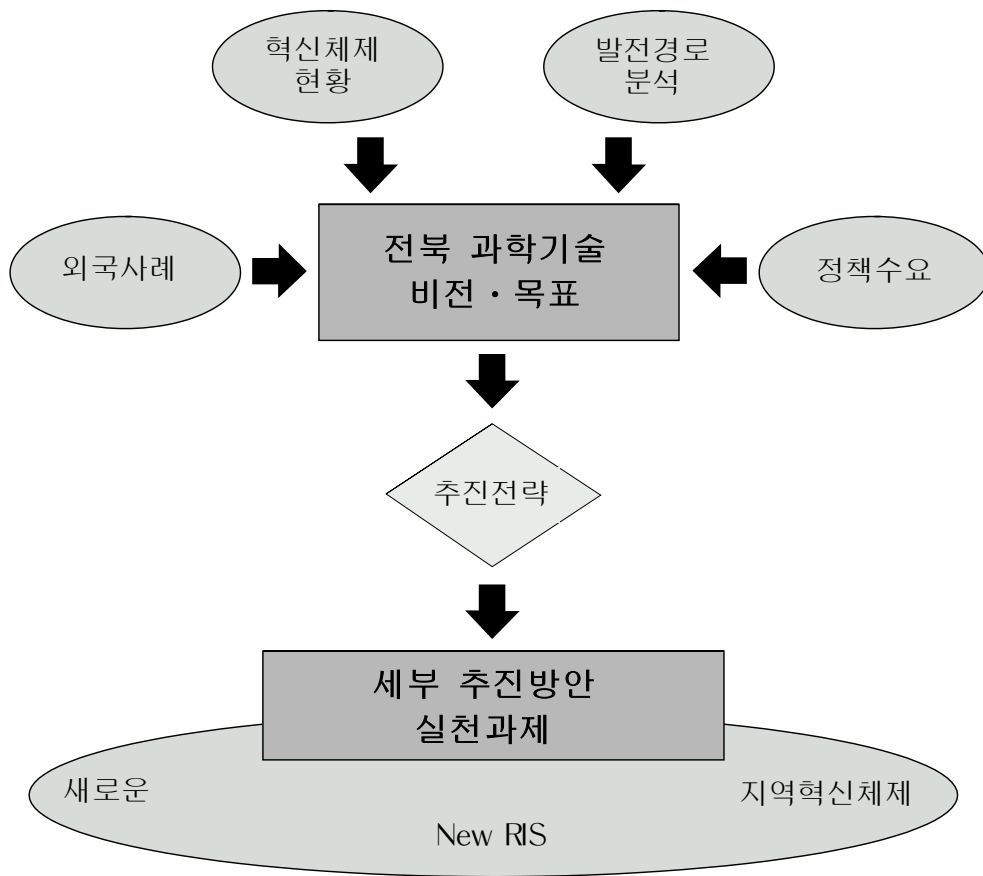 혁신체제
현황
발전경로
분석
외국사례
전북 과학기술
비전·목표
정책수요
추진전략
세부 추진방안
실천과제
새로운
지역혁신체제
New RIS